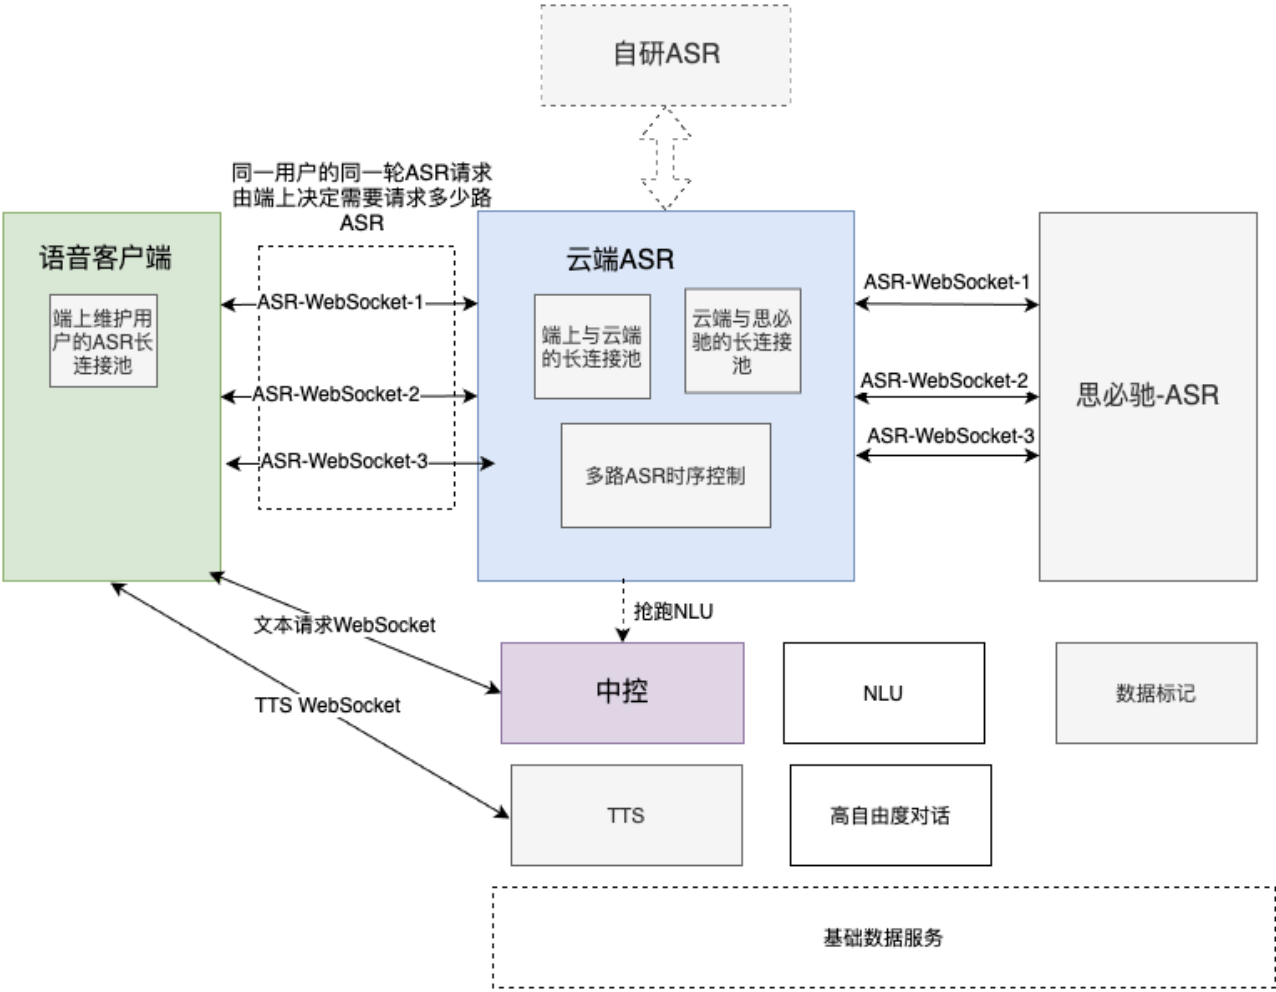 自研ASR
同一用户的同一轮ASR请求
由端上决定需要请求多少路
ASR
语音客户端
端上维护用
户的ASR长
连接池
ASR-WebSocket-1
ASR-WebSocket-2
ASR-WebSocket-3
云端ASR
端上与云端
的长连接池
云端与思必
驰的长连接
池
多路ASR时序控制
ASR-WebSocket-1
ASR-WebSocket-2
ASR-WebSocket-3
思必驰-ASR
抢跑NLU
文本请求WebSocket
TTS WebSocket
中控
NLU
数据标记
TTS
高自由度对话
基础数据服务